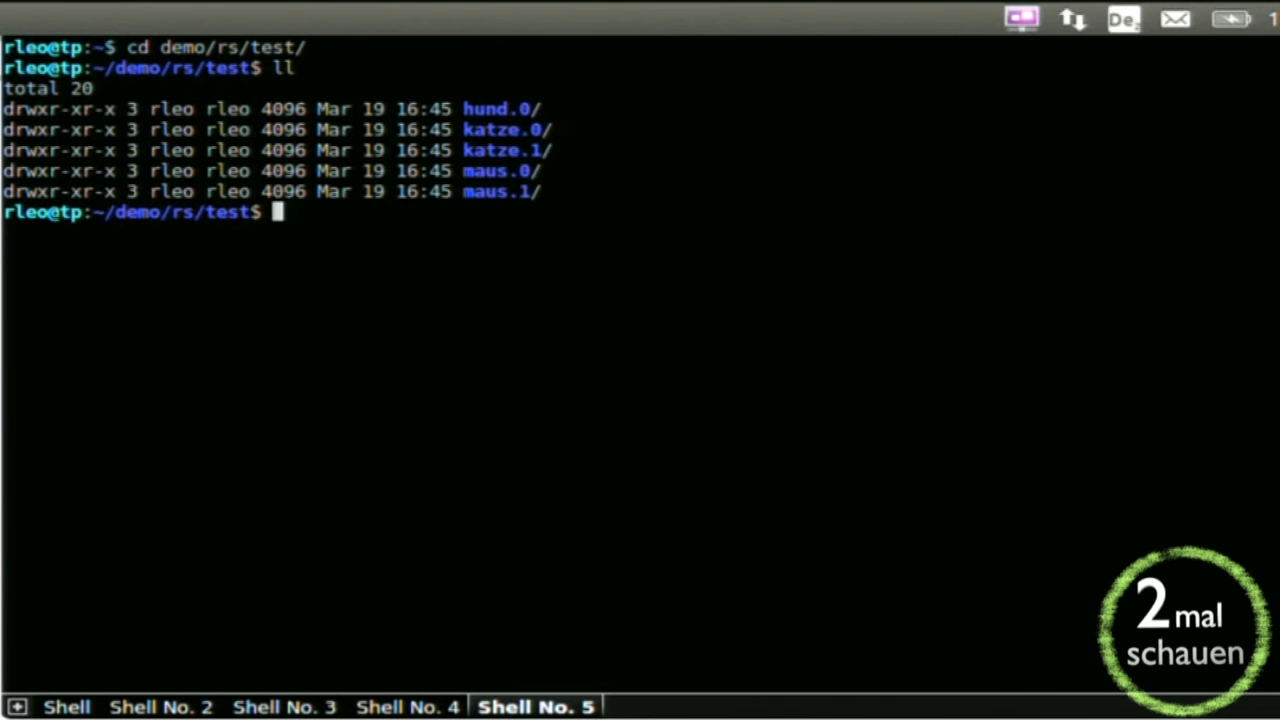 De2
1
rleo@tp:~$ cd demo/rs/test/
rleo@tp:~/demo/rs/test$ ll
total 20
drwxr-xr-x 3 rleo rleo 4096 Mar 19 16:45 hund.0/
drwxr-xr-x 3 rleo rleo 4096 Mar 19 16:45 katze.0/
drwxr-xr-x 3 rleo rleo 4096 Mar 19 16:45 katze.1/
drwxr-xr-x 3 rleo rleo 4096 Mar 19 16:45 maus.0/
drwxr-xr-x 3 rleo rleo 4096 Mar 19 16:45 maus.1/
rleo@tp:~/demo/rs/test$
2 mal
schauen
Shell Shell No. 2 Shell No. 3 Shell No. 4 Shell No. 5